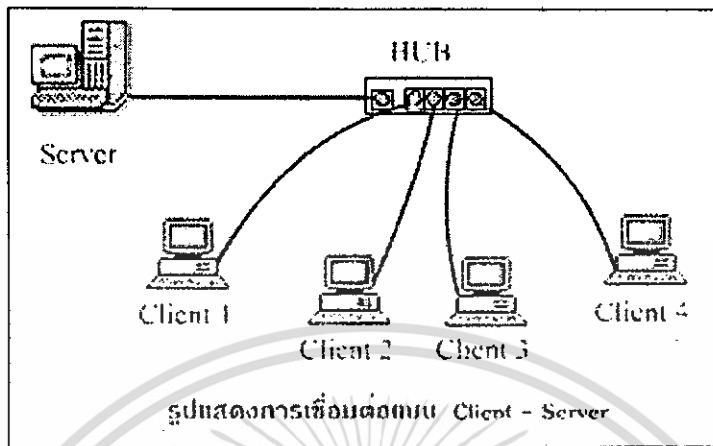 HUB
Server
Client 1
Client 2
Client 3
Client 4
รูปแสดงการเชื่อมต่อแบบ Client - Server